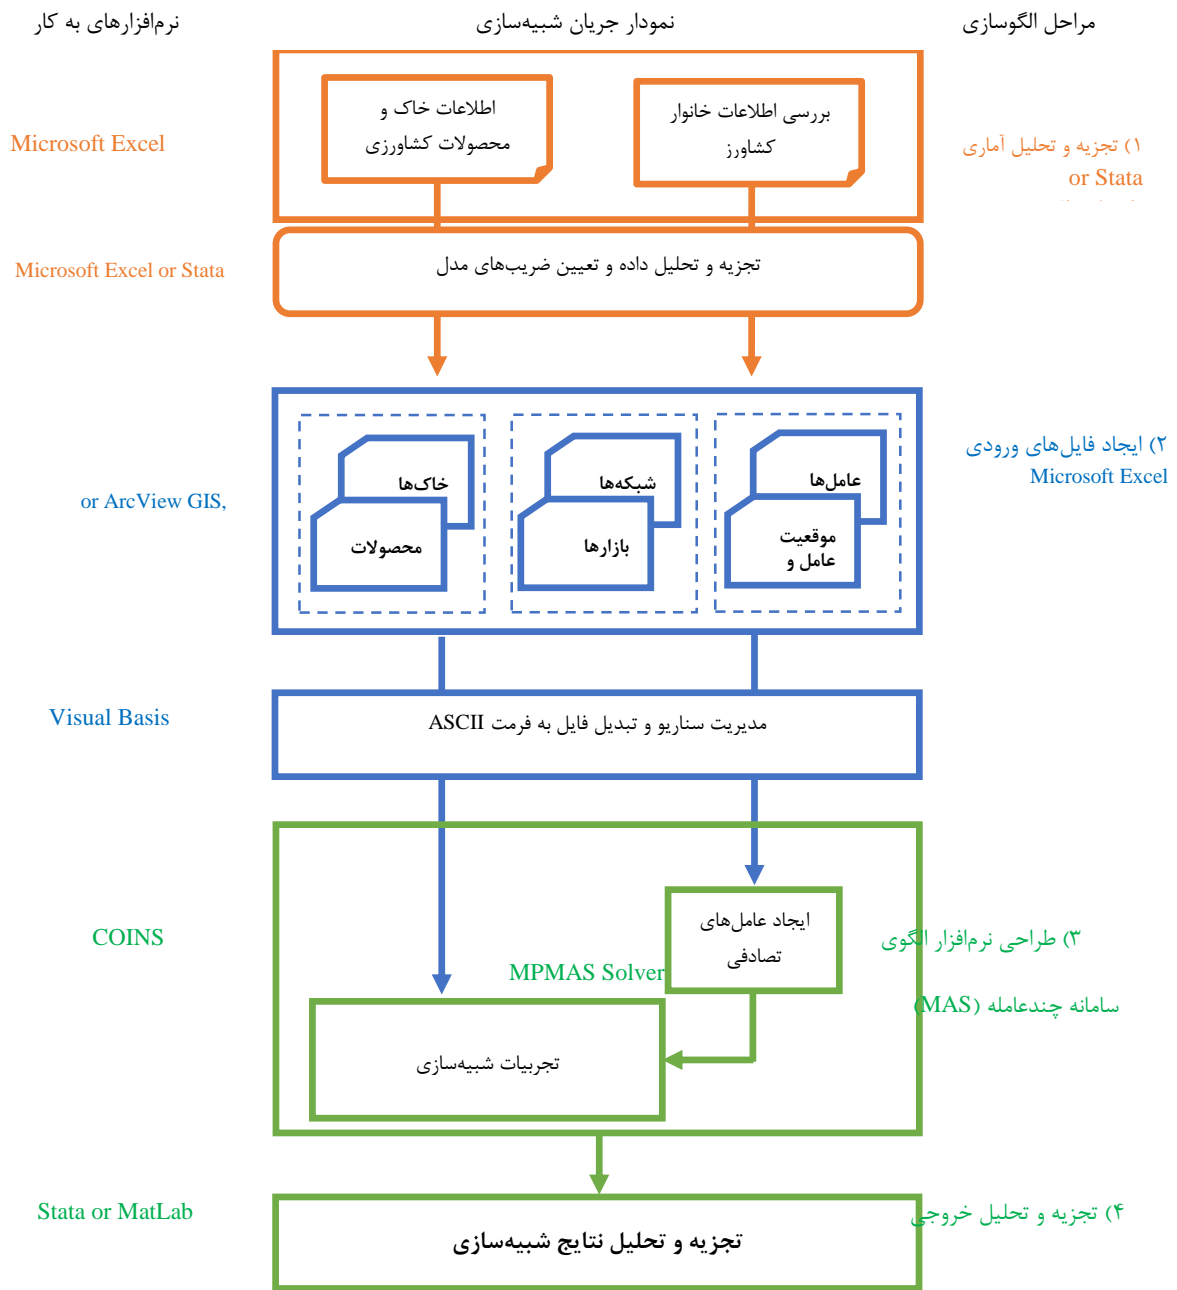 مراحل الگوسازی
نمودار جریان شبیه‌سازی
نرم‌افزارهای به کار
بررسی اطلاعات خانوار
کشاورز
اطلاعات خاک و
محصولات کشاورزی
۱) تجزیه و تحلیل آماری
or Stata
Microsoft Excel
تجزیه و تحلیل داده و تعیین ضریب‌های مدل
Microsoft Excel or Stata
۲) ایجاد فایل‌های ورودی
Microsoft Excel
عامل‌ها
موقعیت
عامل و
شبکه‌ها
بازارها
خاک‌ها
محصولات
or ArcView GIS,
مدیریت سناریو و تبدیل فایل به فرمت ASCII
Visual Basis
۳) طراحی نرم‌افزار الگوی
سامانه چندعامله (MAS)
ایجاد عامل‌های
تصادفی
MPMAS Solver
تجربیات شبیه‌سازی
COINS
۴) تجزیه و تحلیل خروجی
تجزیه و تحلیل نتایج شبیه‌سازی
Stata or MatLab